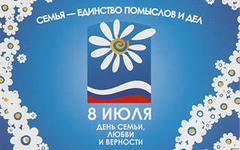 СЕМЬЯ — ЕДИНСТВО ПОМЫСЛОВ И ДЕЛ
8 ИЮЛЯ
ДЕНЬ СЕМЬИ,
ЛЮБВИ
И ВЕРНОСТИ